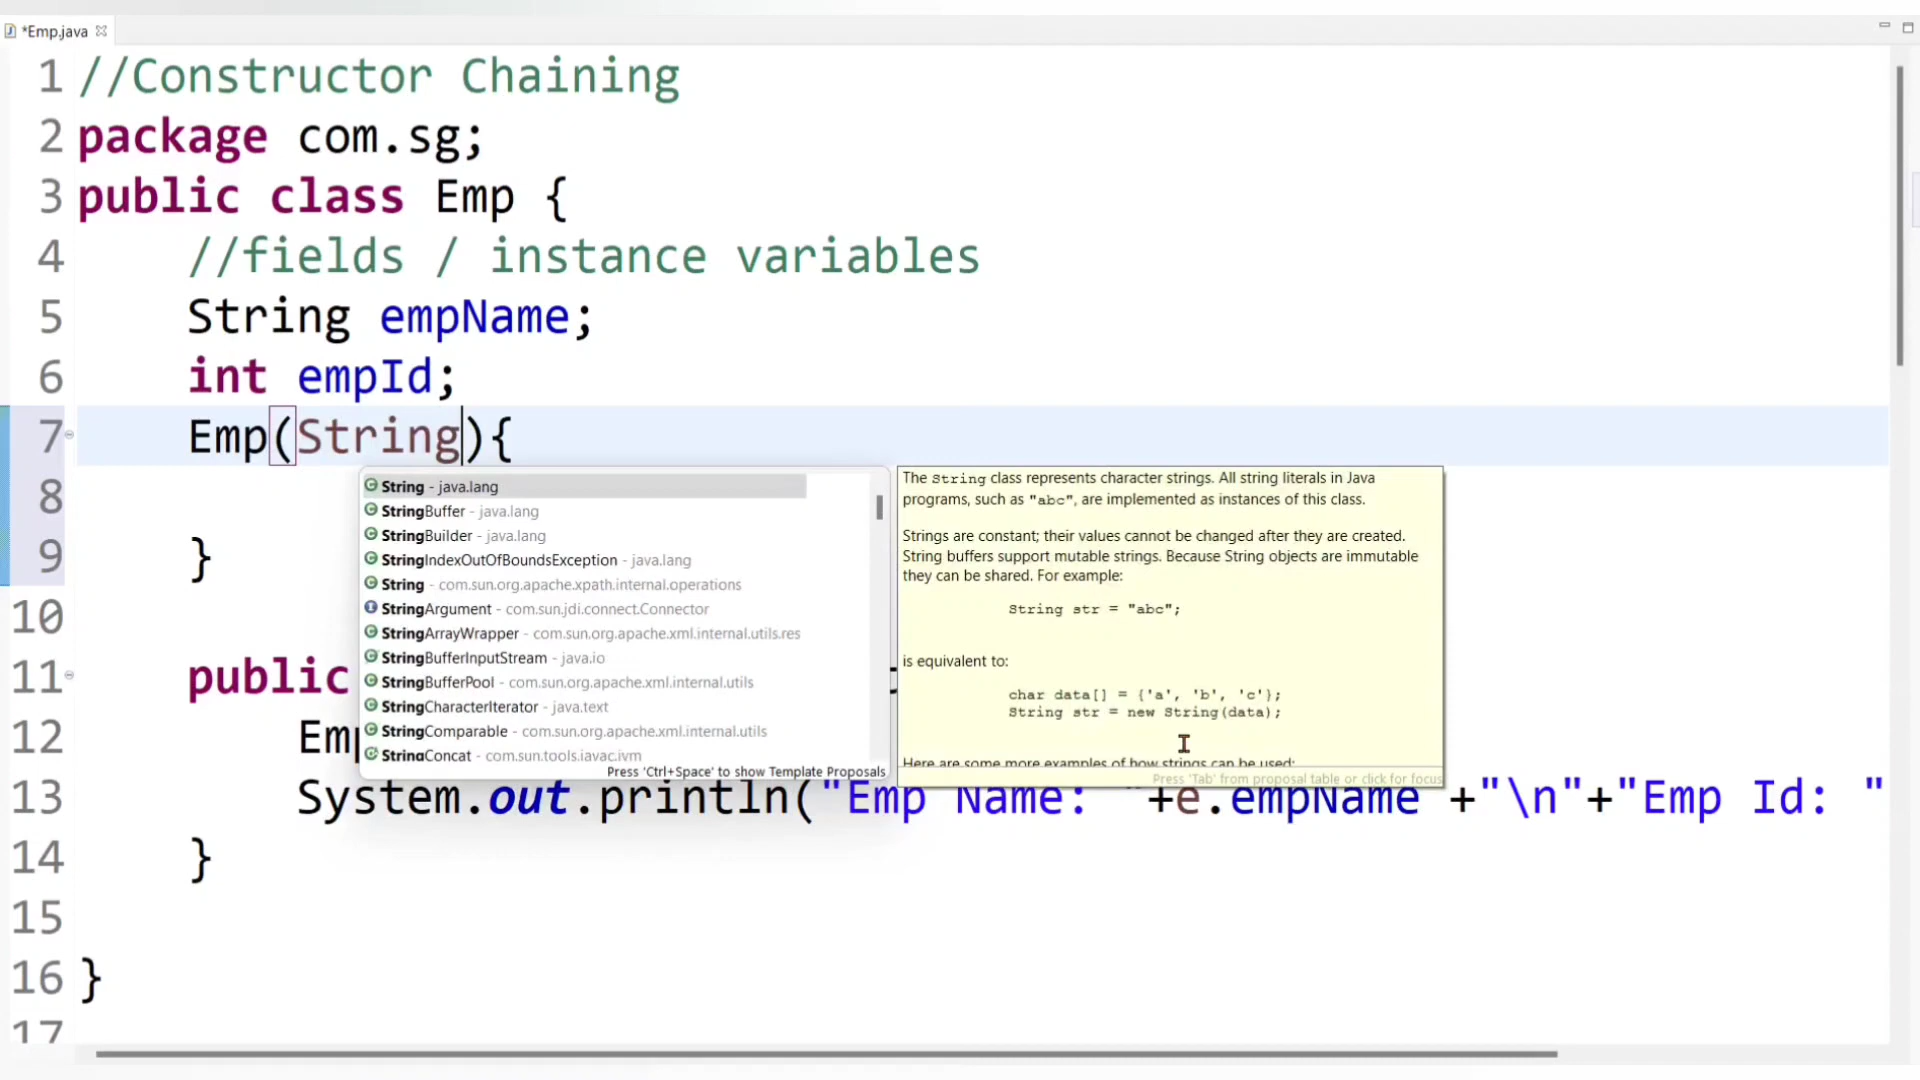 *Emp.java
1 //Constructor Chaining
2 package com.sg;
3 public class Emp {
4 //fields / instance variables
5 String empName;
6 int empId;
7 Emp(String){
8
9 }
10
11 public
12 Emp
13 System.out.println("Emp Name: "+e.empName +"\n"+"Emp Id: "
14 }
15
16 }
17
String - java.lang
StringBuffer - java.lang
StringBuilder - java.lang
StringIndexOutOfBoundsException - java.lang
String - com.sun.org.apache.xpath.internal.operations
StringArgument - com.sun.jdi.connect.Connector
StringArrayWrapper - com.sun.org.apache.xml.internal.utils.res
StringBufferInputStream - java.io
StringBufferPool - com.sun.org.apache.xml.internal.utils
StringCharacterIterator - java.text
StringComparable - com.sun.org.apache.xml.internal.utils
StringConcat - com.sun.tools.javac.jvm
Press 'Ctrl+Space' to show Template Proposals
The String class represents character strings. All string literals in Java
programs, such as "abc", are implemented as instances of this class.
Strings are constant; their values cannot be changed after they are created.
String buffers support mutable strings. Because String objects are immutable
they can be shared. For example:
String str = "abc";
is equivalent to:
char data[] = {'a', 'b', 'c'};
String str = new String(data);
Here are some more examples of how strings can be used:
Press 'Tab' from proposal table or click for focus